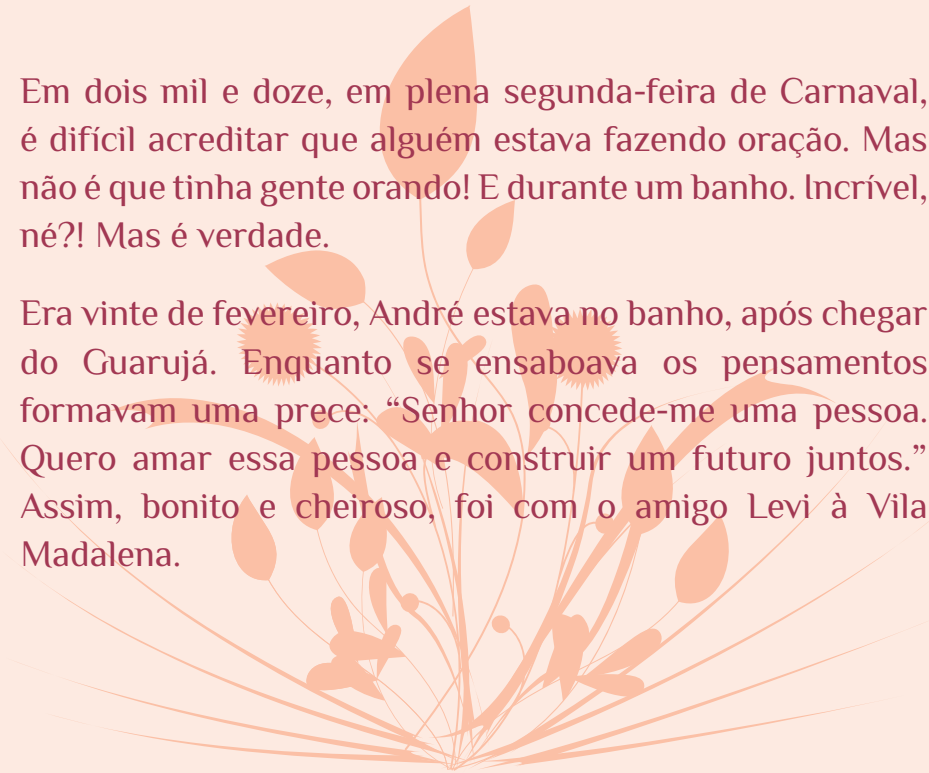 Em dois mil e doze, em plena segunda-feira de Carnaval,
é difícil acreditar que alguém estava fazendo oração. Mas
não é que tinha gente orando! E durante um banho. Incrível,
né?! Mas é verdade.
Era vinte de fevereiro, André estava no banho, após chegar
do Guarujá. Enquanto se ensaboava os pensamentos
formavam uma prece: “Senhor concede-me uma pessoa.
Quero amar essa pessoa e construir um futuro juntos.”
Assim, bonito e cheiroso, foi com o amigo Levi à Vila
Madalena.